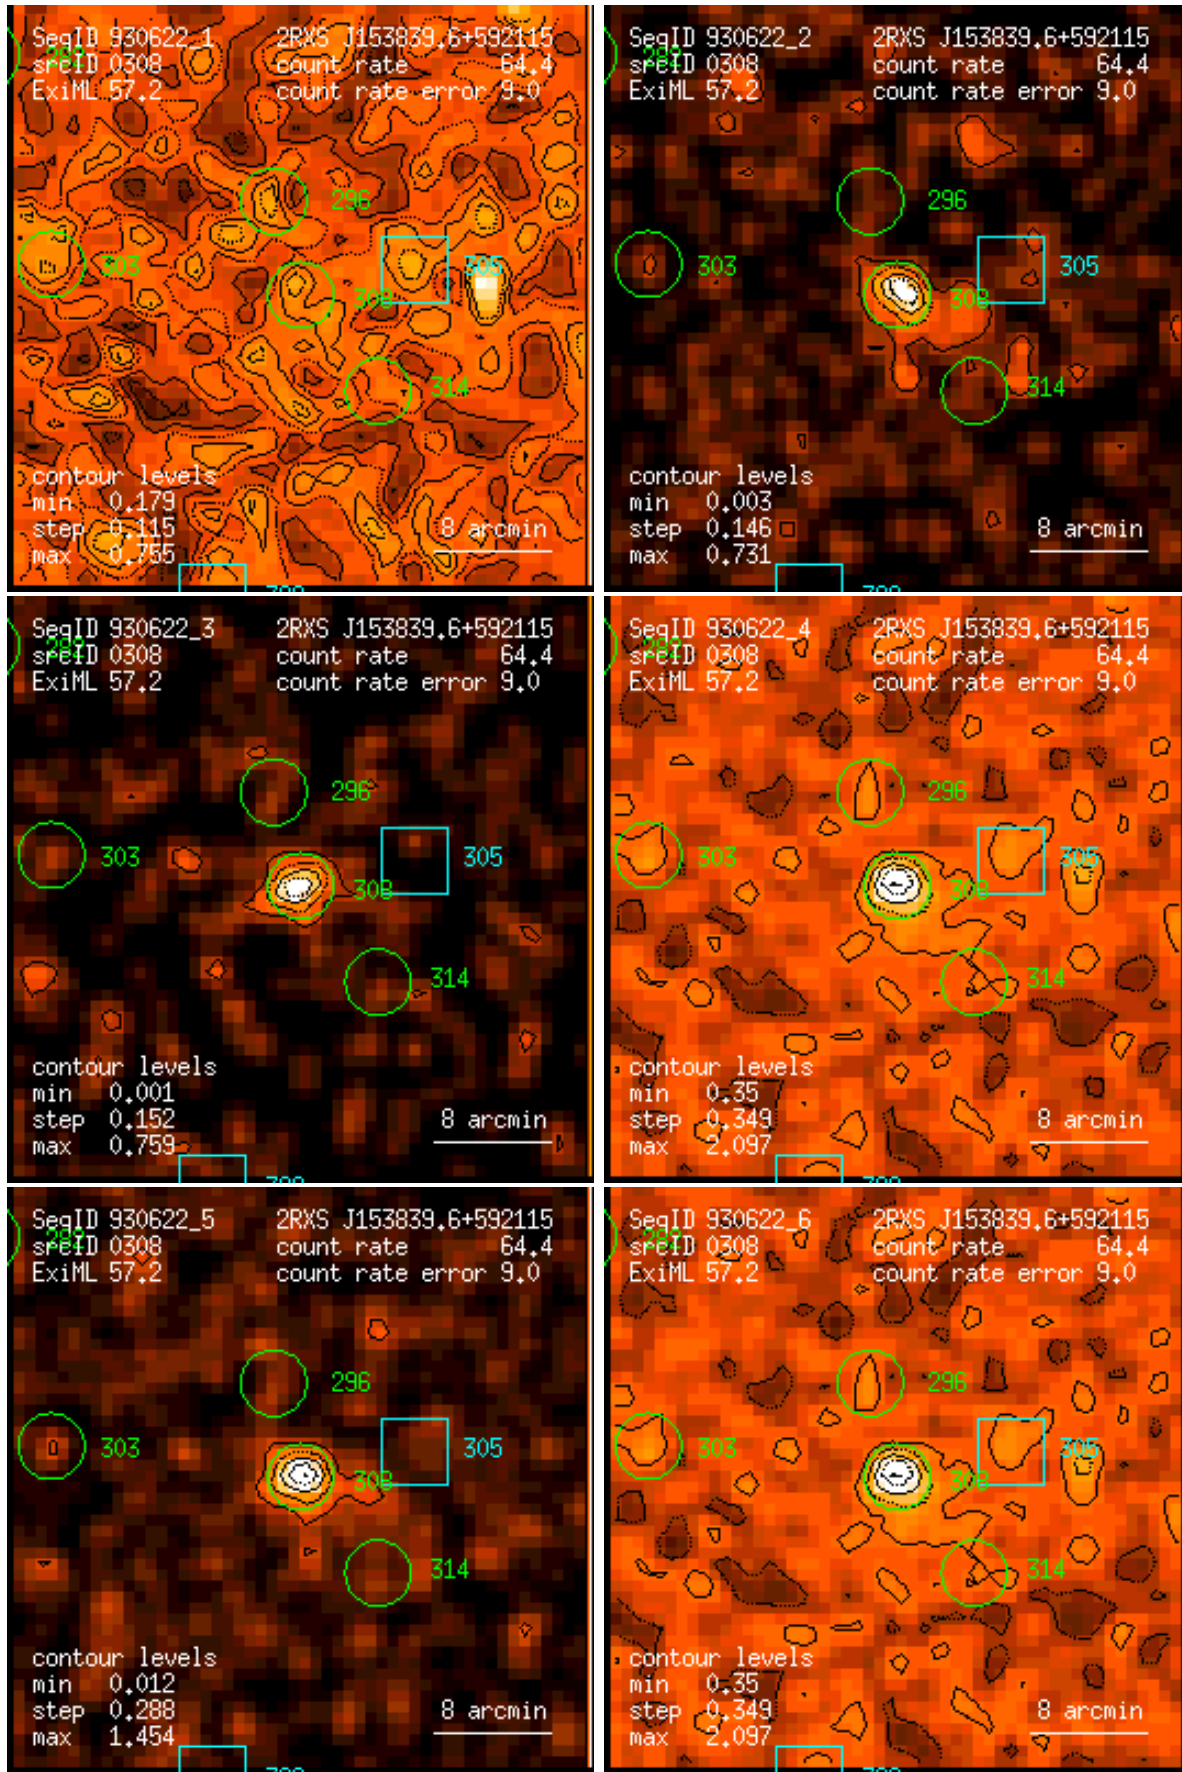 SegID 930622_1 2RXS J153839.6+592115
srcID 0308 count rate 64.4
ExiML 57.2 count rate error 9.0
296
303
305
308
314
contour levels
min 0.179
step 0.115
max 0.755
8 arcmin
SegID 930622_2 2RXS J153839.6+592115
srcID 0308 count rate 64.4
ExiML 57.2 count rate error 9.0
296
303
305
308
314
contour levels
min 0.003
step 0.146
max 0.731
8 arcmin
SegID 930622_3 2RXS J153839.6+592115
srcID 0308 count rate 64.4
ExiML 57.2 count rate error 9.0
296
303
305
308
314
contour levels
min 0.001
step 0.152
max 0.759
8 arcmin
SegID 930622_4 2RXS J153839.6+592115
srcID 0308 count rate 64.4
ExiML 57.2 count rate error 9.0
296
303
305
308
314
contour levels
min 0.35
step 0.349
max 2.097
8 arcmin
SegID 930622_5 2RXS J153839.6+592115
srcID 0308 count rate 64.4
ExiML 57.2 count rate error 9.0
296
303
305
308
314
contour levels
min 0.012
step 0.288
max 1.454
8 arcmin
SegID 930622_6 2RXS J153839.6+592115
srcID 0308 count rate 64.4
ExiML 57.2 count rate error 9.0
296
303
305
308
314
contour levels
min 0.35
step 0.349
max 2.097
8 arcmin